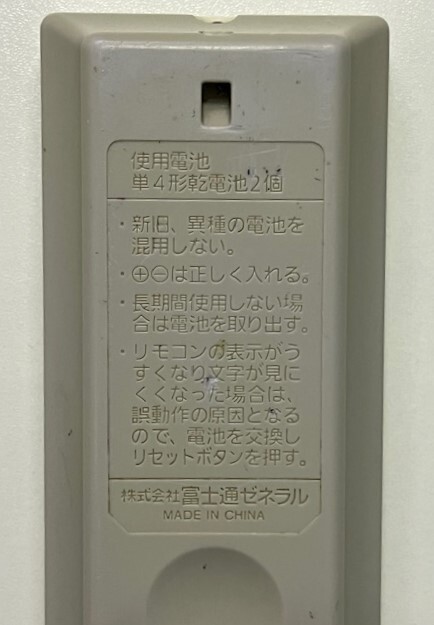 使用電池
単4形乾電池2個
・新旧、異種の電池を
混用しない。
・⊕⊖は正しく入れる。
・長期間使用しない場
合は電池を取り出す。
・リモコンの表示がう
すくなり文字が見に
くくなった場合は、
誤動作の原因となる
ので、電池を交換し
リセットボタンを押す。
株式会社富士通ゼネラル
MADE IN CHINA